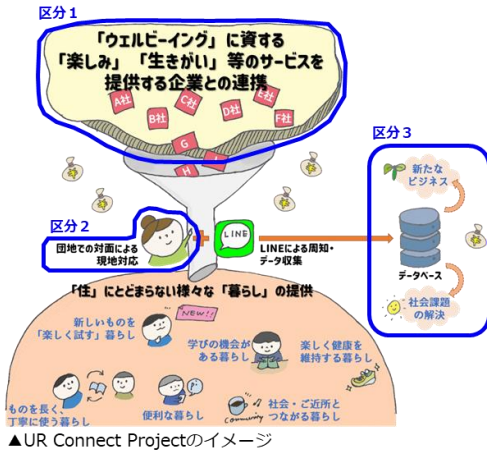 区分1
「ウェルビーイング」に資する
「楽しみ」「生きがい」等のサービスを
提供する企業との連携
A社
B社
C社
D社
E社
F社
G
H
I
区分3
新たな
ビジネス
データベース
社会課題
の解決
区分2
団地での対面による
現地対応
+
LINE
LINEによる周知・
データ収集
「住」にとどまらない様々な「暮らし」の提供
新しいものを
「楽しく試す」暮らし
NEW!!
学びの機会が
ある暮らし
楽しく健康を
維持する暮らし
ものを長く、
丁寧に使う暮らし
便利な暮らし
Community
社会・ご近所と
つながる暮らし
▲UR Connect Projectのイメージ